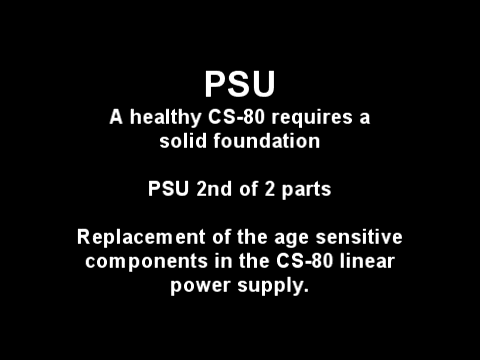 PSU
A healthy CS-80 requires a
solid foundation
PSU 2nd of 2 parts
Replacement of the age sensitive
components in the CS-80 linear
power supply.